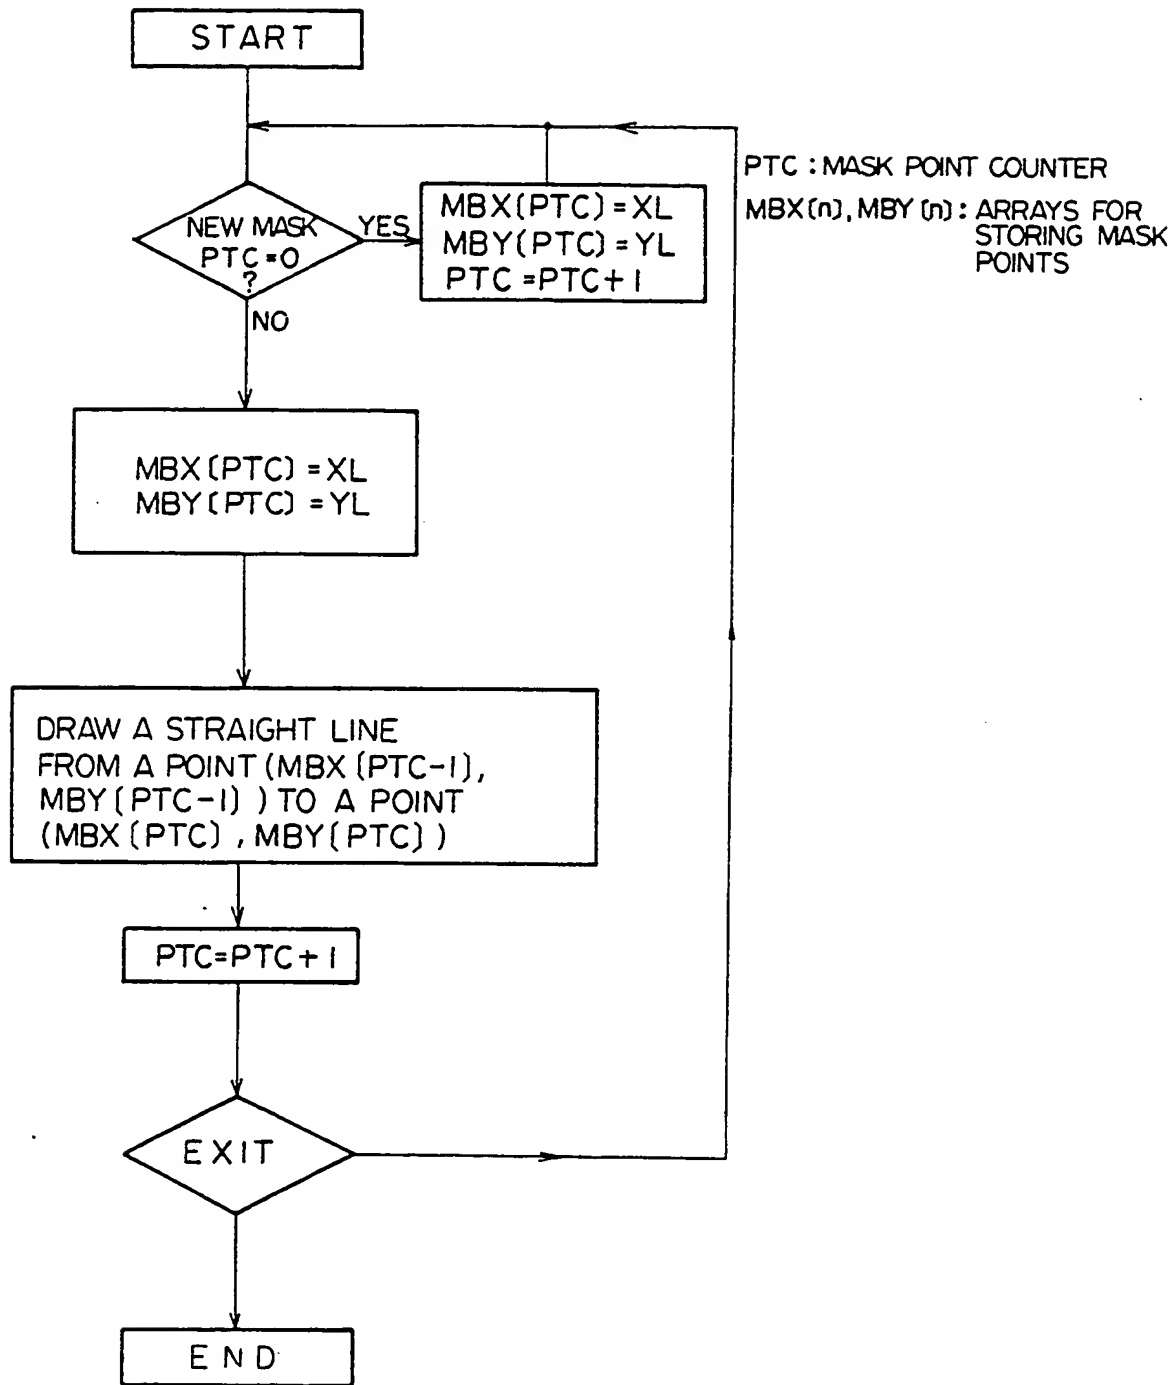 START
PTC : MASK POINT COUNTER
MBX(n), MBY(n) : ARRAYS FOR
STORING MASK
POINTS
NEW MASK
PTC=0
?
YES
MBX(PTC)=XL
MBY(PTC)=YL
PTC=PTC+1
NO
MBX(PTC)=XL
MBY(PTC)=YL
DRAW A STRAIGHT LINE
FROM A POINT (MBX(PTC-1),
MBY(PTC-1)) TO A POINT
(MBX(PTC), MBY(PTC))
PTC=PTC+1
EXIT
END